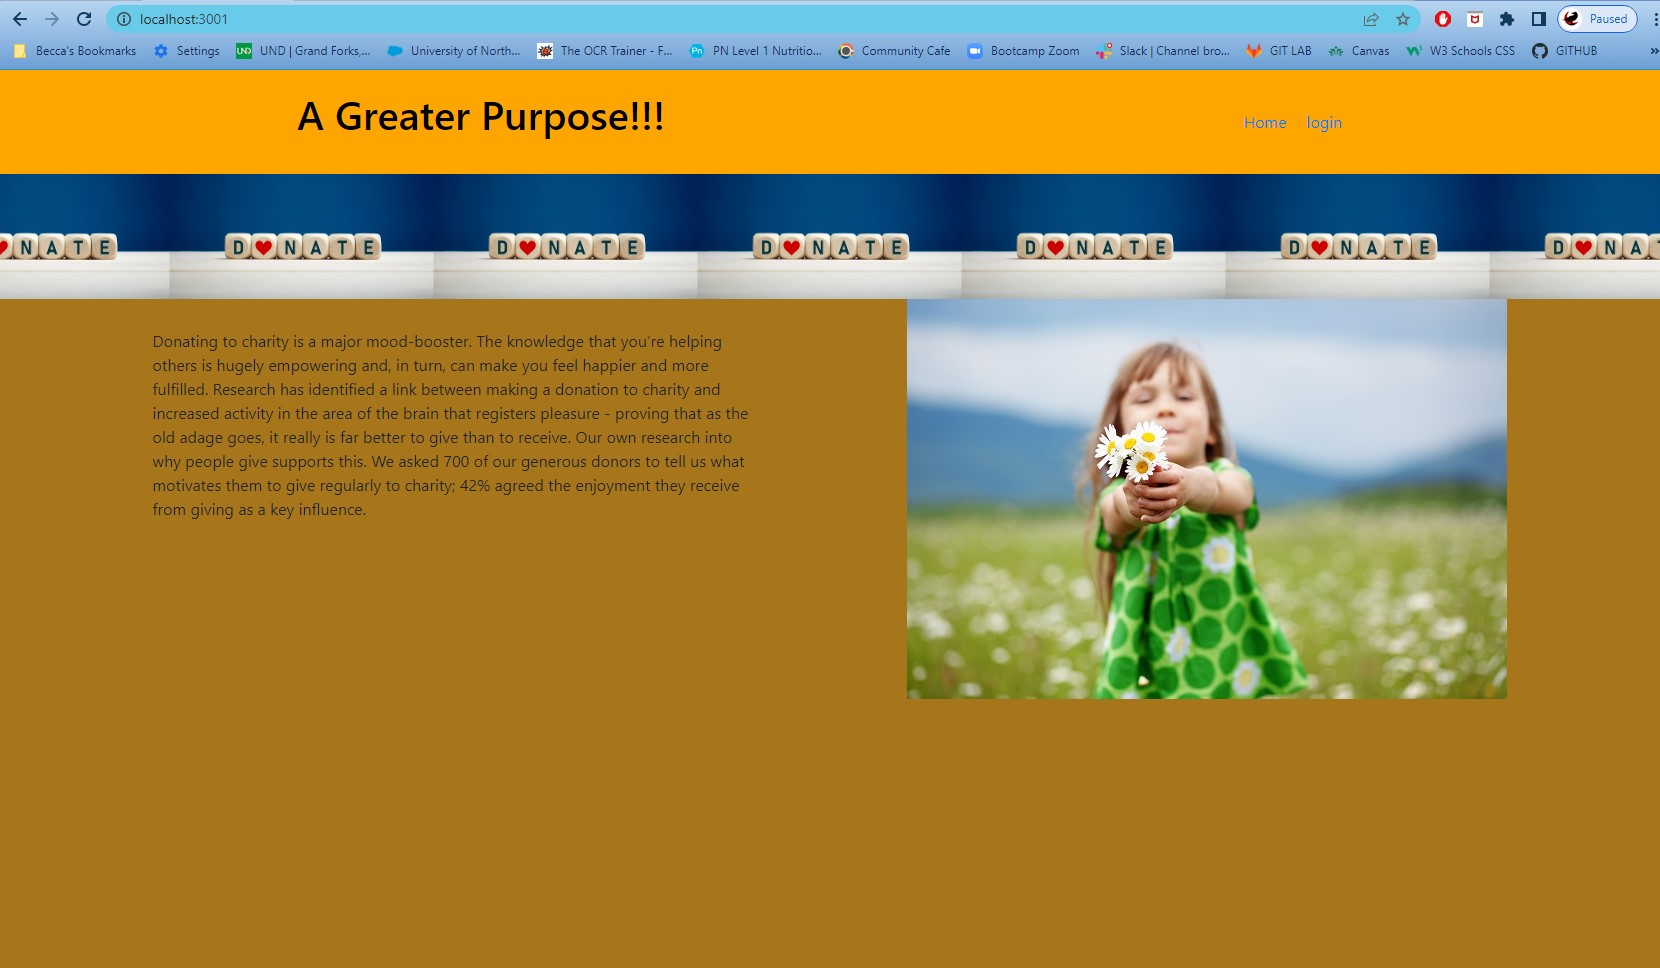 localhost:3001
Paused
Becca's Bookmarks Settings UND | Grand Forks,... University of North... The OCR Trainer - F... PN Level 1 Nutritio... Community Cafe Bootcamp Zoom Slack | Channel bro... GIT LAB Canvas W3 Schools CSS GITHUB »
A Greater Purpose!!!
Home login
NATE D NATE D NATE D NATE D NATE D NATE D NA
Donating to charity is a major mood-booster. The knowledge that you're helping
others is hugely empowering and, in turn, can make you feel happier and more
fulfilled. Research has identified a link between making a donation to charity and
increased activity in the area of the brain that registers pleasure - proving that as the
old adage goes, it really is far better to give than to receive. Our own research into
why people give supports this. We asked 700 of our generous donors to tell us what
motivates them to give regularly to charity; 42% agreed the enjoyment they receive
from giving as a key influence.